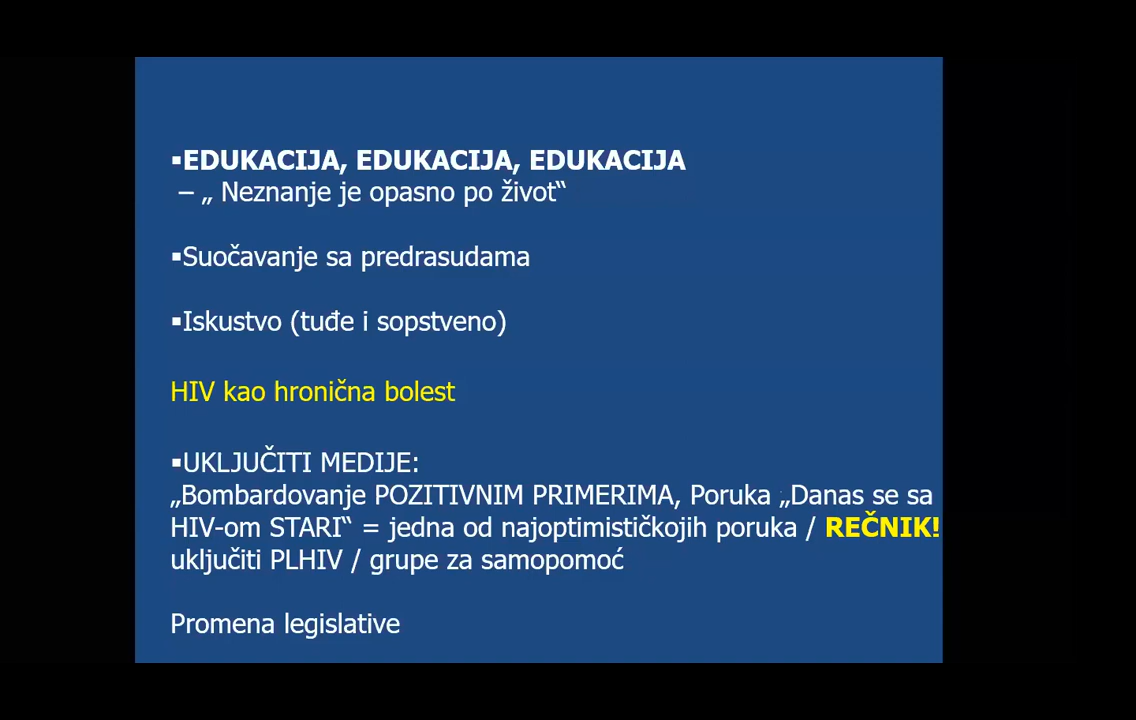 ▪EDUKACIJA, EDUKACIJA, EDUKACIJA
– „ Neznanje je opasno po život“
▪Suočavanje sa predrasudama
▪Iskustvo (tuđe i sopstveno)
HIV kao hronična bolest
▪UKLJUČITI MEDIJE:
„Bombardovanje POZITIVNIM PRIMERIMA, Poruka „Danas se sa
HIV-om STARI“ = jedna od najoptimističkojih poruka / REČNIK!
uključiti PLHIV / grupe za samopomoć
Promena legislative